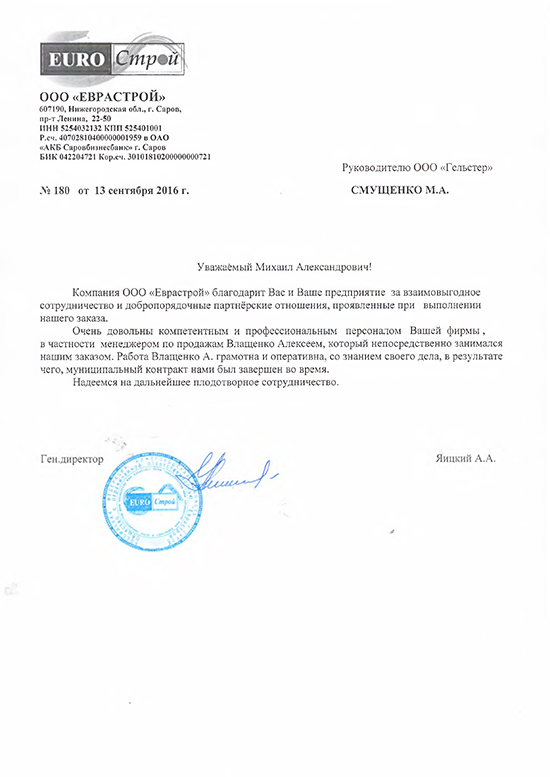 EURO Строй
ООО «ЕВРАСТРОЙ»
607190, Нижегородская обл., г. Саров,
пр-т Ленина, 22-50
ИНН 5254032132 КПП 525401001
Р.сч. 40702810400000001959 в ОАО
«АКБ Саровбизнесбанк» г. Саров
БИК 042204721 Кор.сч. 30101810200000000721
Руководителю ООО «Гельстер»
№ 180 от 13 сентября 2016 г.
СМУЩЕНКО М.А.
Уважаемый Михаил Александрович!
Компания ООО «Еврастрой» благодарит Вас и Ваше предприятие за взаимовыгодное
сотрудничество и добропорядочные партнёрские отношения, проявленные при выполнении
нашего заказа.
Очень довольны компетентным и профессиональным персоналом Вашей фирмы ,
в частности менеджером по продажам Влащенко Алексеем, который непосредственно занимался
нашим заказом. Работа Влащенко А. грамотна и оперативна, со знанием своего дела, в результате
чего, муниципальный контракт нами был завершен во время.
Надеемся на дальнейшее плодотворное сотрудничество.
Ген.директор
Яицкий А.А.
EURO Строй